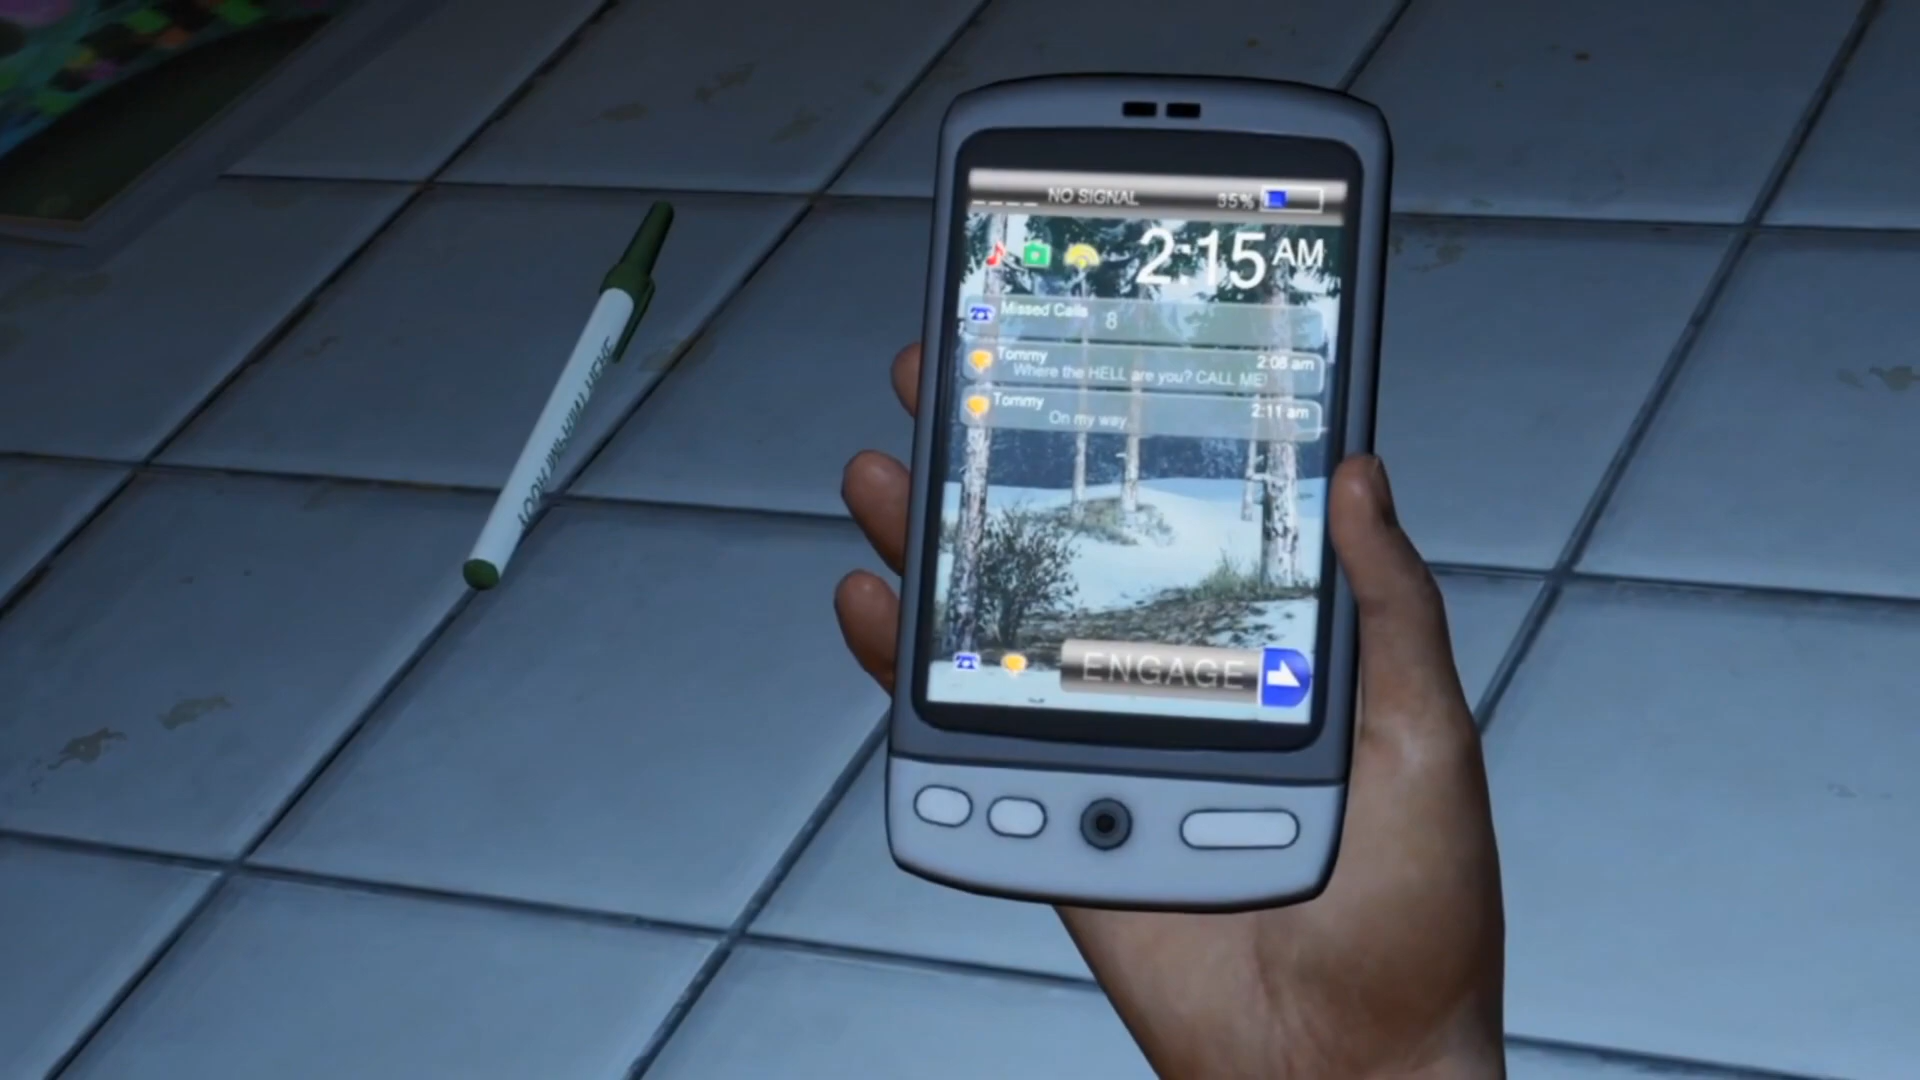 NO SIGNAL 35%
2:15 AM
Missed Calls
8
Tommy 2:08 am
Where the HELL are you? CALL ME!
Tommy 2:11 am
On my way
ENGAGE